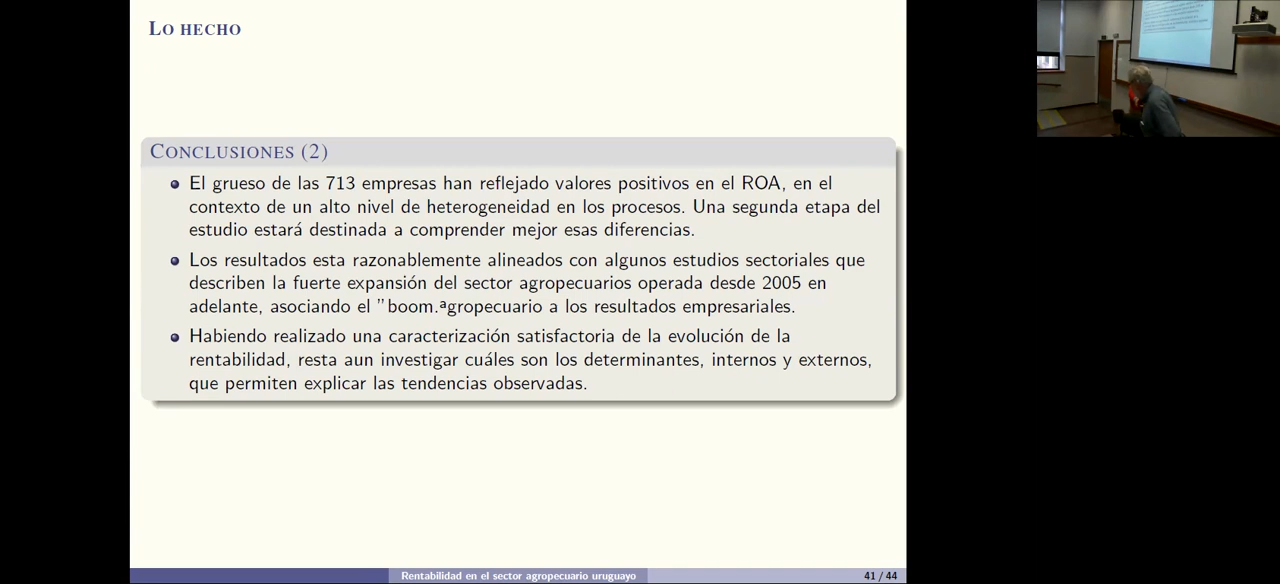 Lo hecho
Conclusiones (2)
El grueso de las 713 empresas han reflejado valores positivos en el ROA, en el
contexto de un alto nivel de heterogeneidad en los procesos. Una segunda etapa del
estudio estará destinada a comprender mejor esas diferencias.
Los resultados esta razonablemente alineados con algunos estudios sectoriales que
describen la fuerte expansión del sector agropecuarios operada desde 2005 en
adelante, asociando el "boom.ªgropecuario a los resultados empresariales.
Habiendo realizado una caracterización satisfactoria de la evolución de la
rentabilidad, resta aun investigar cuáles son los determinantes, internos y externos,
que permiten explicar las tendencias observadas.
Rentabilidad en el sector agropecuario uruguayo
41 / 44